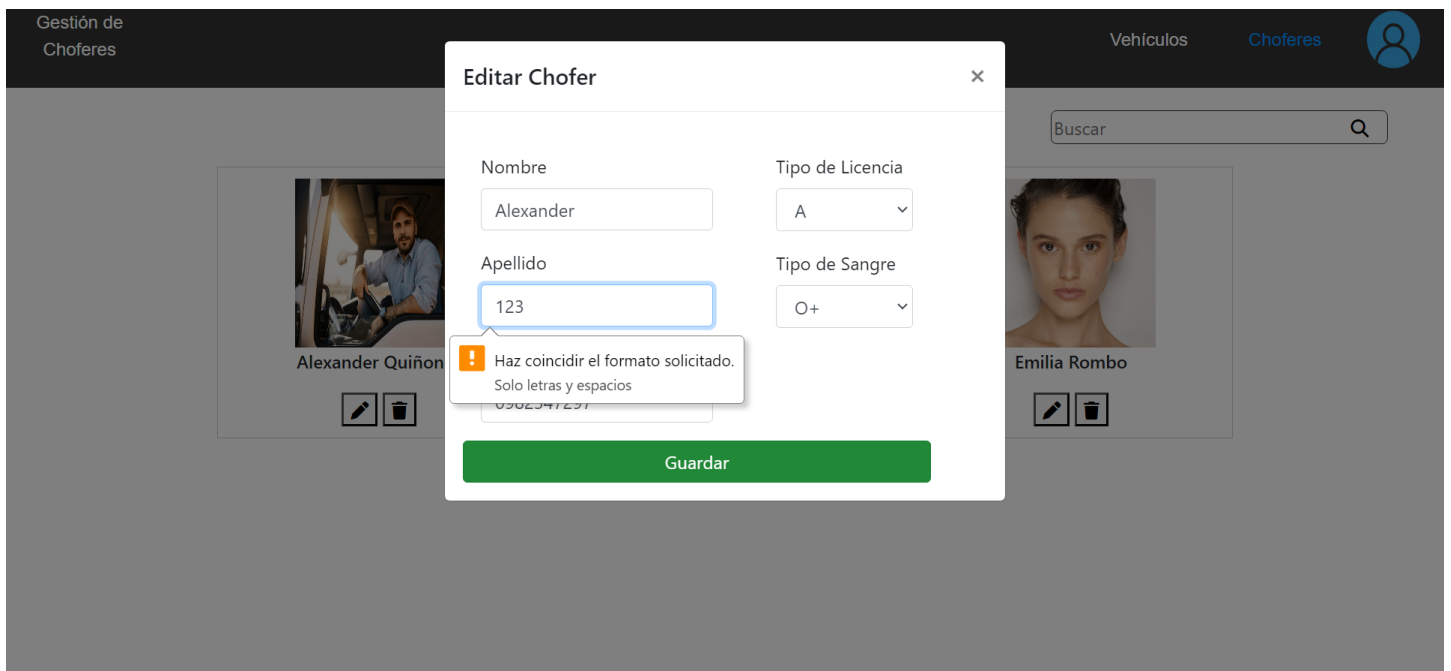 Gestión de
Choferes
Vehículos
Choferes
Editar Chofer
×
Buscar
Nombre
Tipo de Licencia
Alexander
A
Apellido
Tipo de Sangre
123
O+
Haz coincidir el formato solicitado.
Solo letras y espacios
0982547297
Alexander Quiñon
Emilia Rombo
Guardar